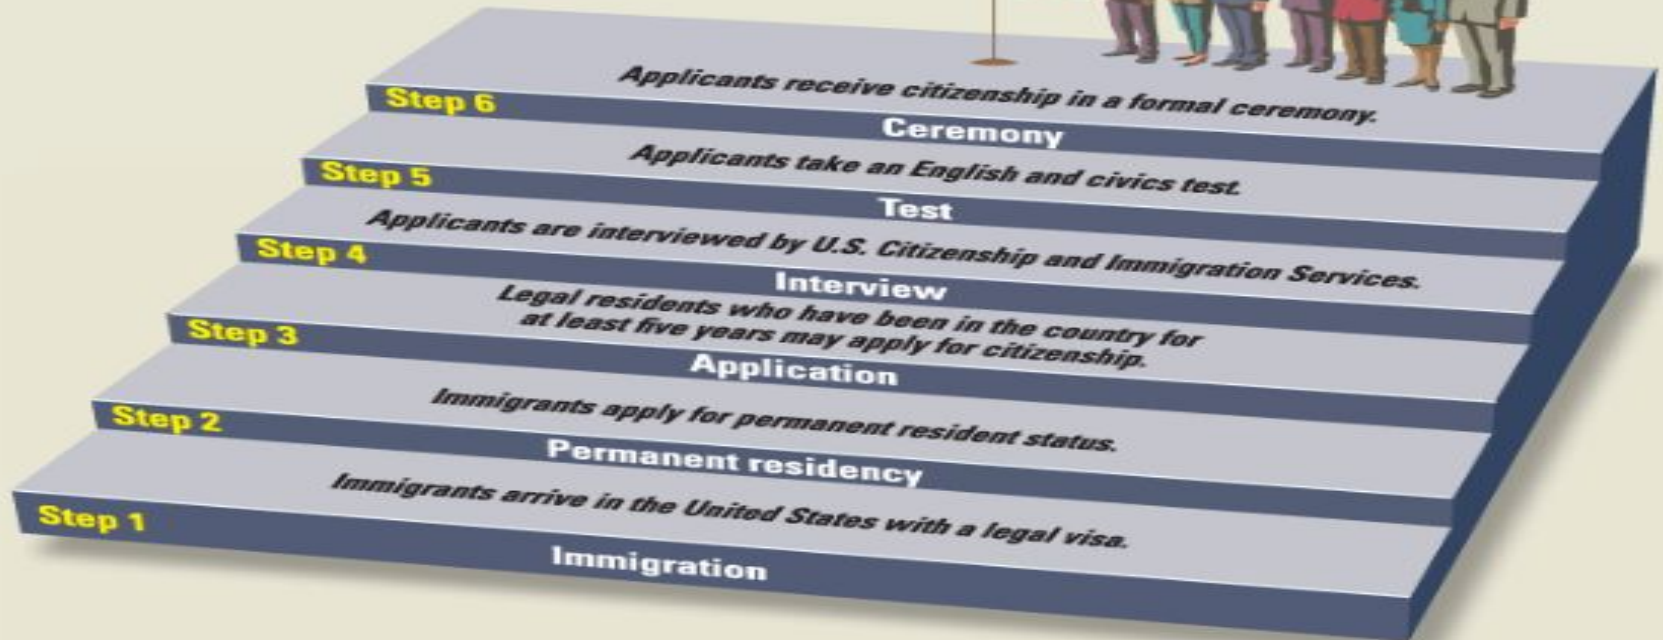 Applicants receive citizenship in a formal ceremony.
Step 6
Ceremony
Applicants take an English and civics test.
Step 5
Test
Applicants are interviewed by U.S. Citizenship and Immigration Services.
Step 4
Interview
Legal residents who have been in the country for
at least five years may apply for citizenship.
Step 3
Application
Immigrants apply for permanent resident status.
Step 2
Permanent residency
Immigrants arrive in the United States with a legal visa.
Step 1
Immigration